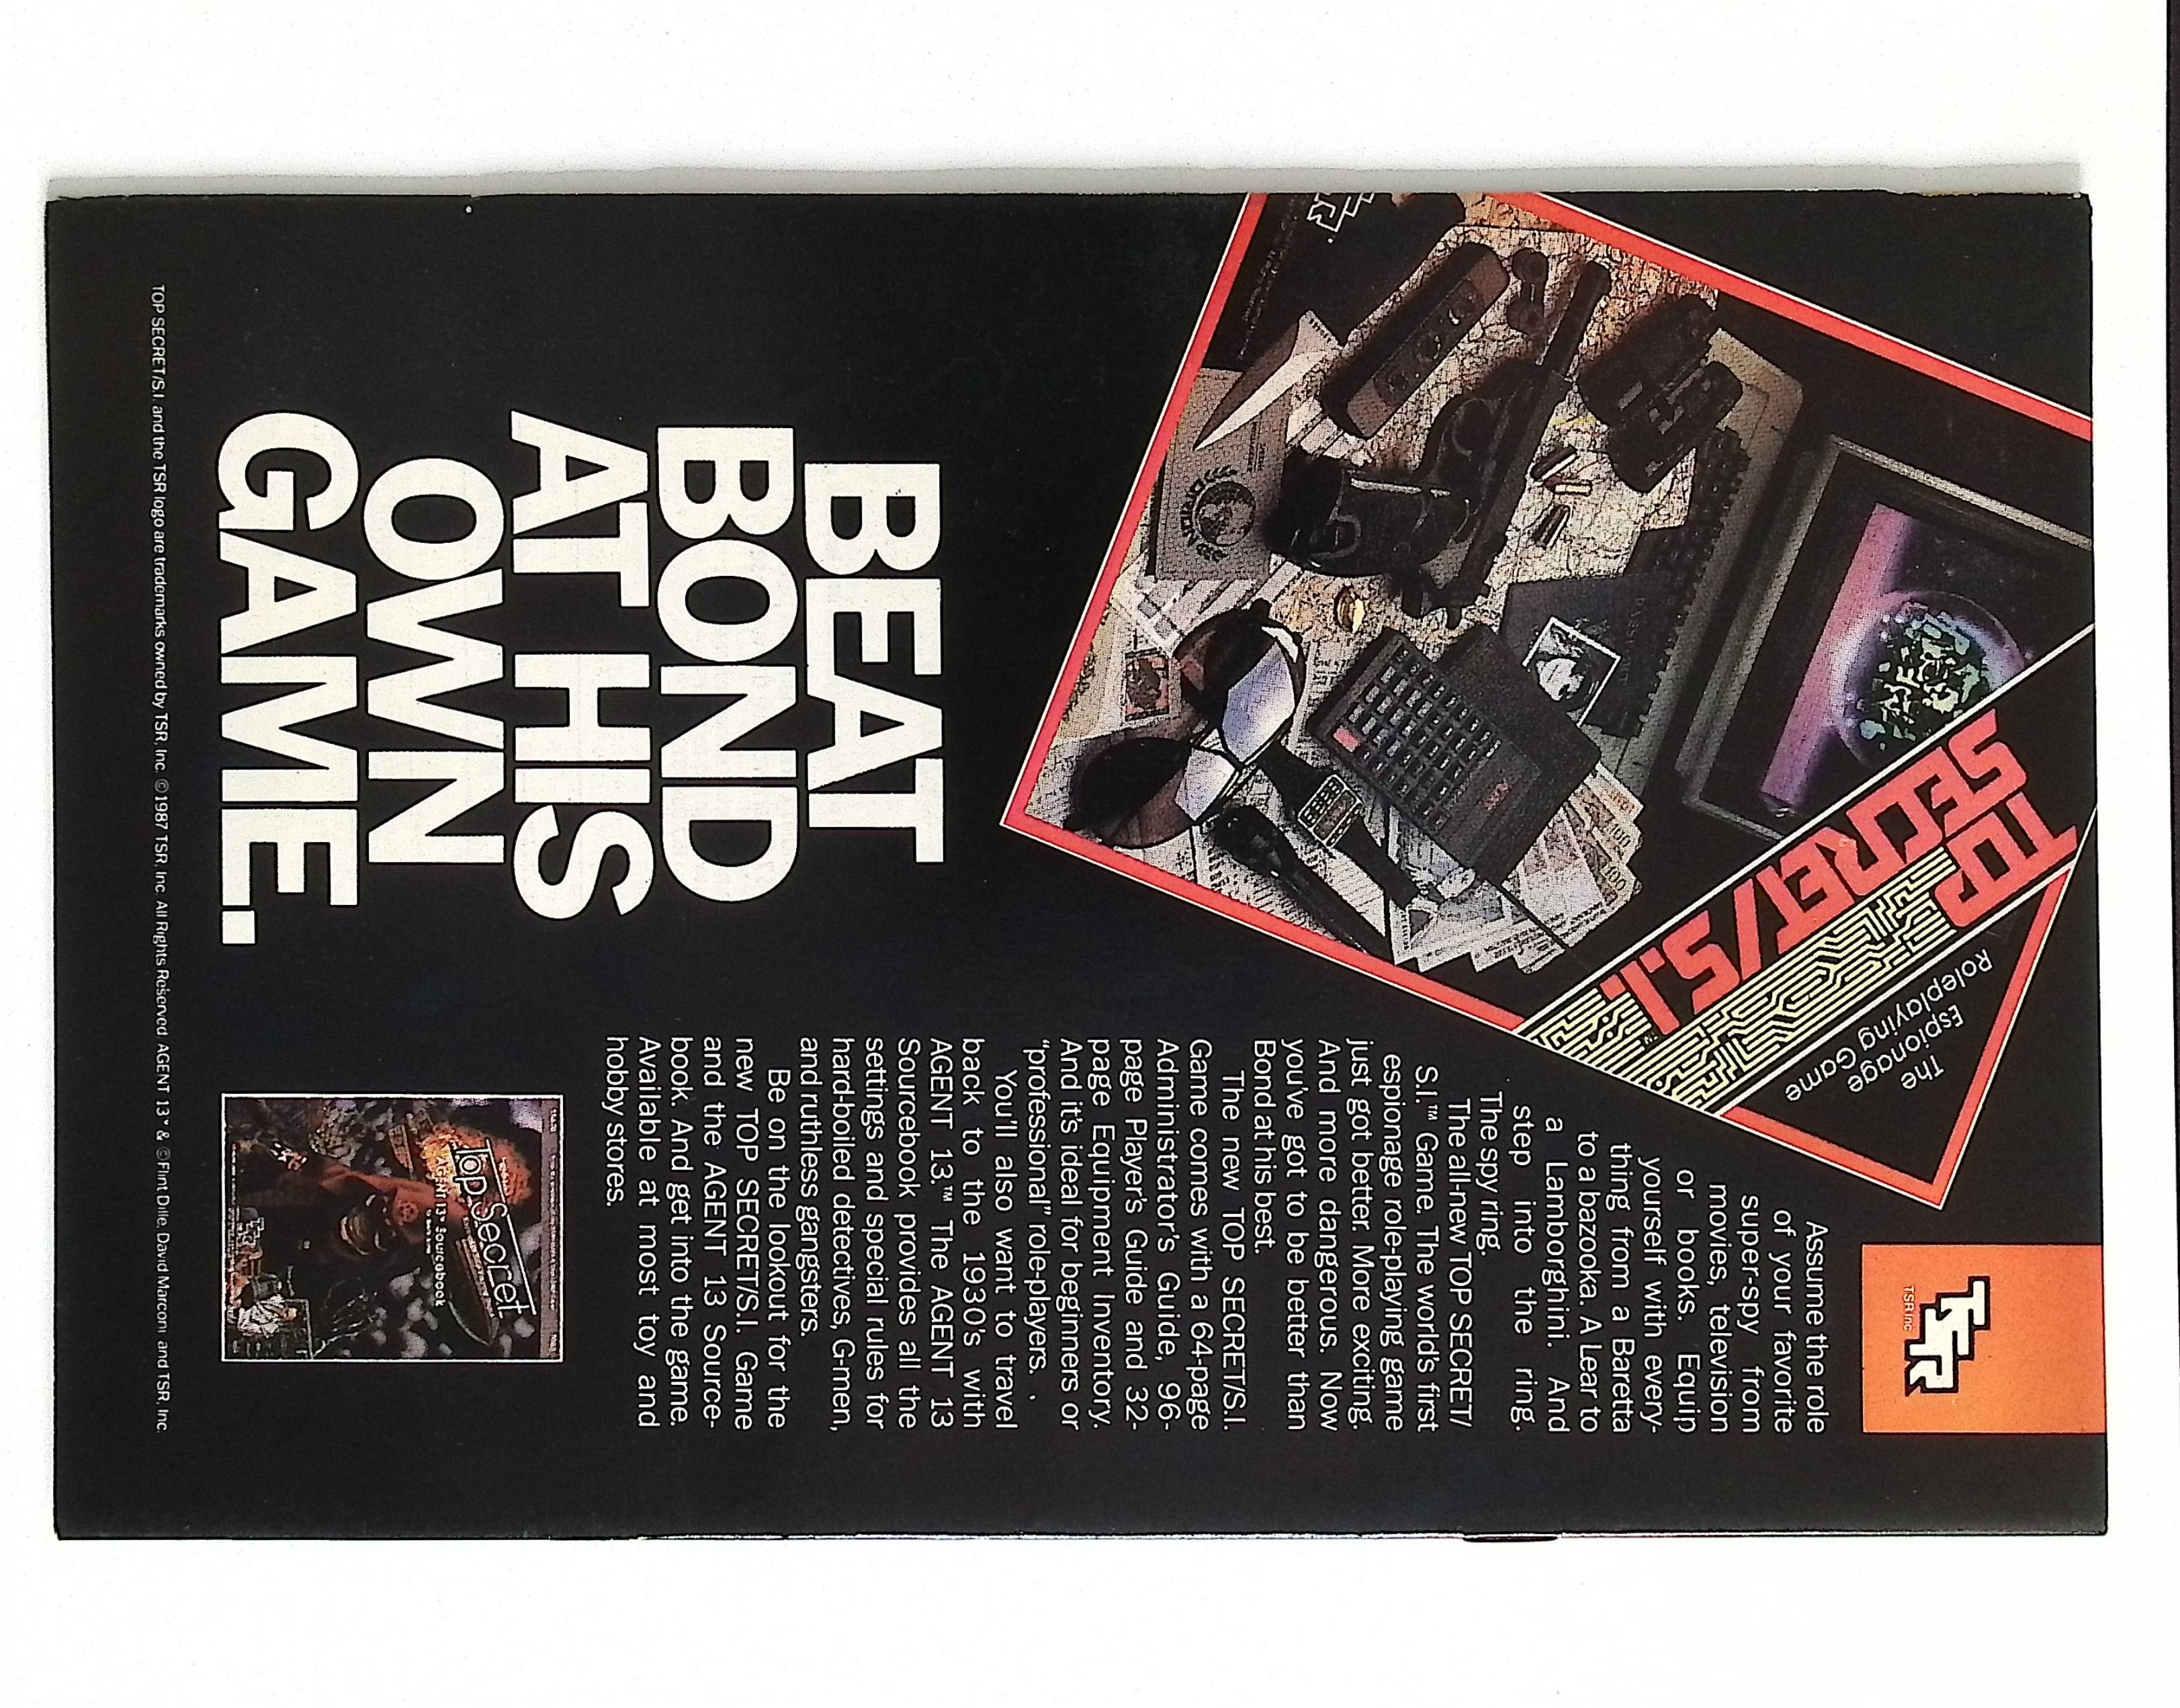 TOP
SECRET/S.I.™
The
Espionage
Roleplaying Game
TSR
TSR, Inc.
BEAT
BOND
AT HIS
OWN
GAME.
Assume the role
of your favorite
super-spy from
movies, television
or books. Equip
yourself with every-
thing from a Baretta
to a bazooka. A Lear to
a Lamborghini. And
step into the ring.
The spy ring.
The all-new TOP SECRET/
S.I.™ Game. The world's first
espionage role-playing game
just got better. More exciting.
And more dangerous. Now
you've got to be better than
Bond at his best.
The new TOP SECRET/S.I.
Game comes with a 64-page
Administrator's Guide, 96-
page Player's Guide and 32-
page Equipment Inventory.
And it's ideal for beginners or
"professional" role-players.
You'll also want to travel
back to the 1930's with
AGENT 13.™ The AGENT 13
Sourcebook provides all the
settings and special rules for
hard-boiled detectives, G-men,
and ruthless gangsters.
Be on the lookout for the
new TOP SECRET/S.I. Game
and the AGENT 13 Source-
book. And get into the game.
Available at most toy and
hobby stores.
Top Secret
AGENT 13™ Sourcebook
TOP SECRET/S.I. and the TSR logo are trademarks owned by TSR, Inc. ©1987 TSR, Inc. All Rights Reserved. AGENT 13™ & ©Flint Dille, David Marconi and TSR, Inc.